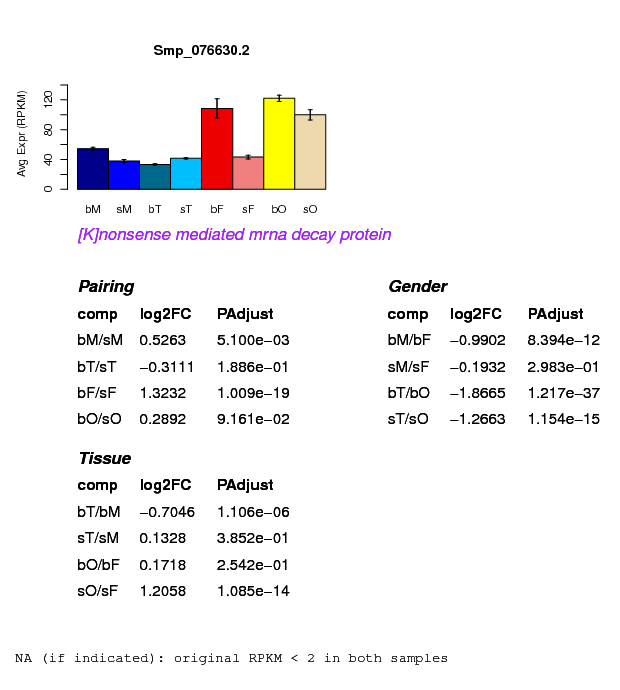 Smp_076630.2
Avg Expr (RPKM)
0 40 80 120
bM sM bT sT bF sF bO sO
[K]nonsense mediated mrna decay protein
Pairing
comp log2FC PAdjust
bM/sM 0.5263 5.100e−03
bT/sT −0.3111 1.886e−01
bF/sF 1.3232 1.009e−19
bO/sO 0.2892 9.161e−02
Gender
comp log2FC PAdjust
bM/bF −0.9902 8.394e−12
sM/sF −0.1932 2.983e−01
bT/bO −1.8665 1.217e−37
sT/sO −1.2663 1.154e−15
Tissue
comp log2FC PAdjust
bT/bM −0.7046 1.106e−06
sT/sM 0.1328 3.852e−01
bO/bF 0.1718 2.542e−01
sO/sF 1.2058 1.085e−14
NA (if indicated): original RPKM < 2 in both samples